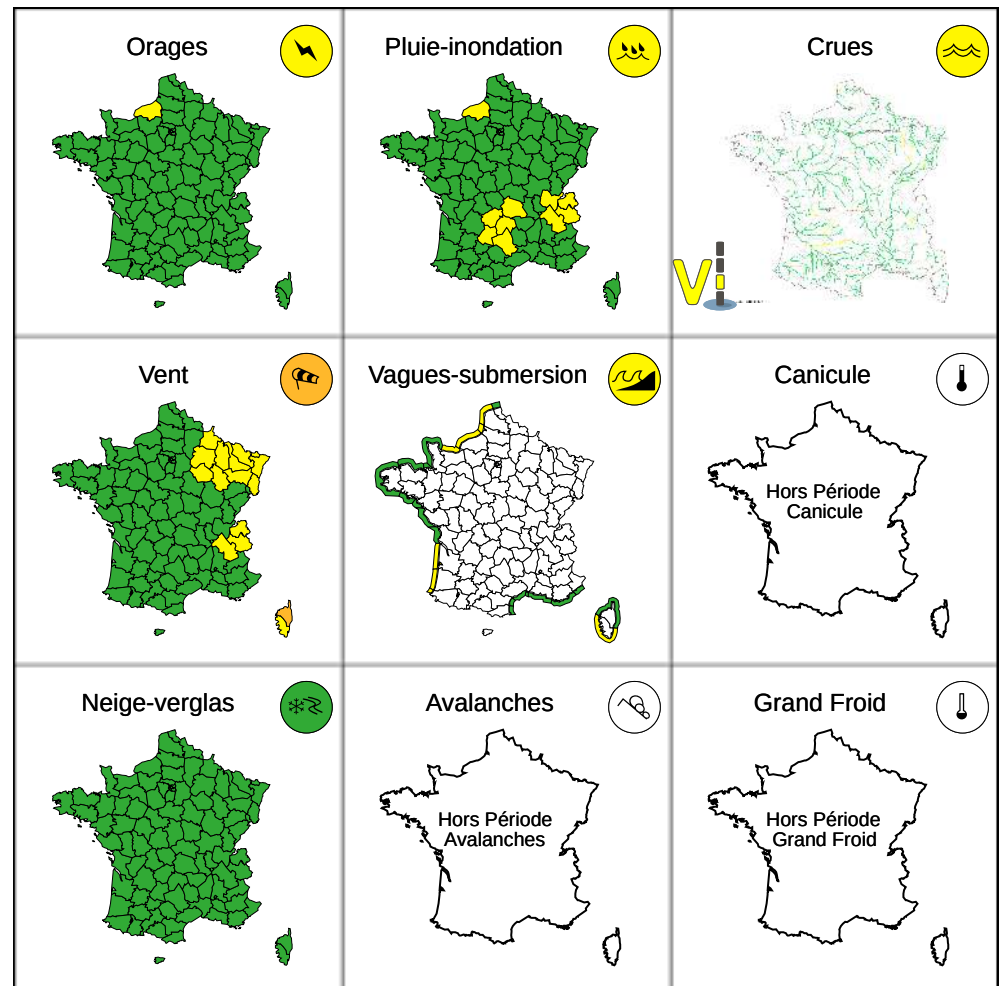 Orages
Pluie-inondation
Crues
Vi
Vent
Vagues-submersion
Canicule
Hors Période
Canicule
Neige-verglas
Avalanches
Grand Froid
Hors Période
Avalanches
Hors Période
Grand Froid